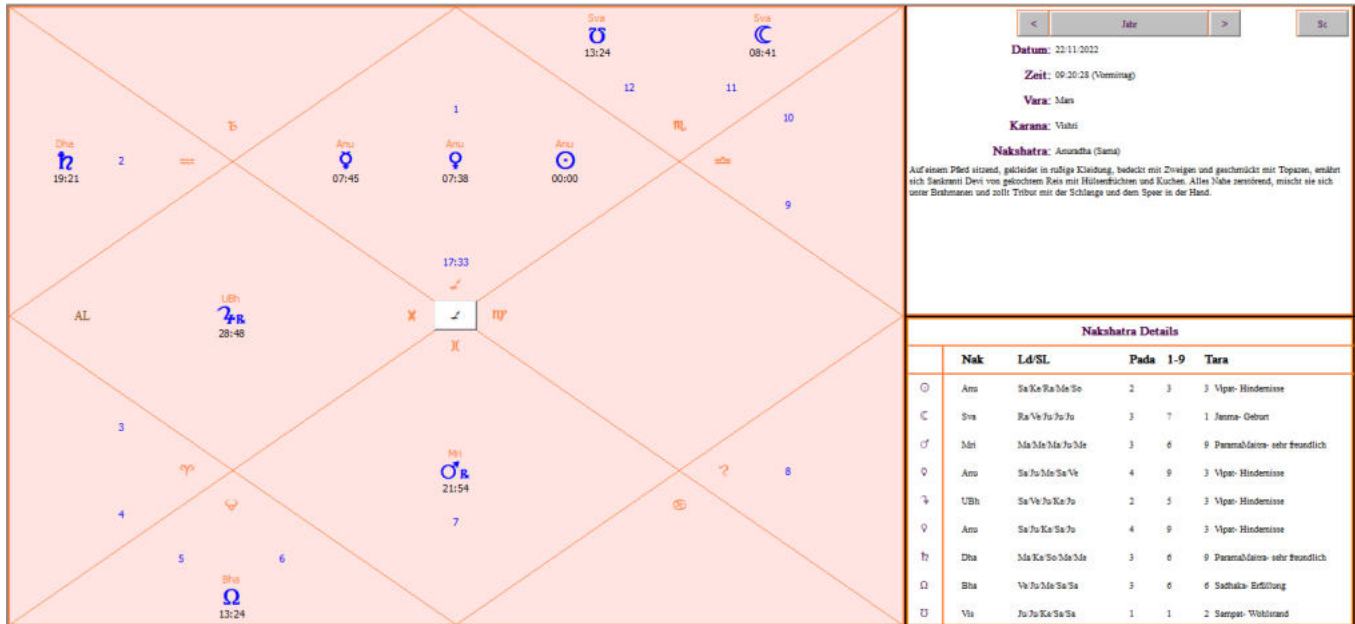 Sva Sva
13:24 08:41
12 11
1
10
Dha Anu Anu Anu
2
19:21 07:45 07:38 00:00
9
17:33
AL
UBh
28:48
3
Mri
21:54
8
4
7
5 6
Bha
13:24
< Jahr > Sc
Datum: 22/11/2022
Zeit: 09:20:28 (Vormittag)
Vara: Mars
Karana: Vishti
Nakshatra: Anuradha (Sama)
Auf einem Pferd sitzend, gekleidet in rußige Kleidung, bedeckt mit Zweigen und geschmückt mit Topazen, ernährt
sich Sankranti Devi von gekochtem Reis mit Hülsenfrüchten und Kuchen. Alles Nahe zerstörend, mischt sie sich
unter Brahmanen und zollt Tribut mit der Schlange und dem Speer in der Hand.
Nakshatra Details
Nak Ld/SL Pada 1-9 Tara
Anu Sa/Ke/Ra/Me/So 2 3 3 Vipat- Hindernisse
Sva Ra/Ve/Ju/Ju/Ju 3 7 1 Janma- Geburt
Mri Ma/Me/Ma/Ju/Me 3 6 9 ParamaMaitra- sehr freundlich
Anu Sa/Ju/Me/Sa/Ve 4 9 3 Vipat- Hindernisse
UBh Sa/Ve/Ju/Ke/Ju 2 5 3 Vipat- Hindernisse
Anu Sa/Ju/Ke/Sa/Ju 4 9 3 Vipat- Hindernisse
Dha Ma/Ke/So/Me/Me 3 6 9 ParamaMaitra- sehr freundlich
Bha Ve/Ju/Me/Sa/Sa 3 6 6 Sadhaka- Erfüllung
Vis Ju/Ju/Ke/Sa/Sa 1 1 2 Sampat- Wohlstand